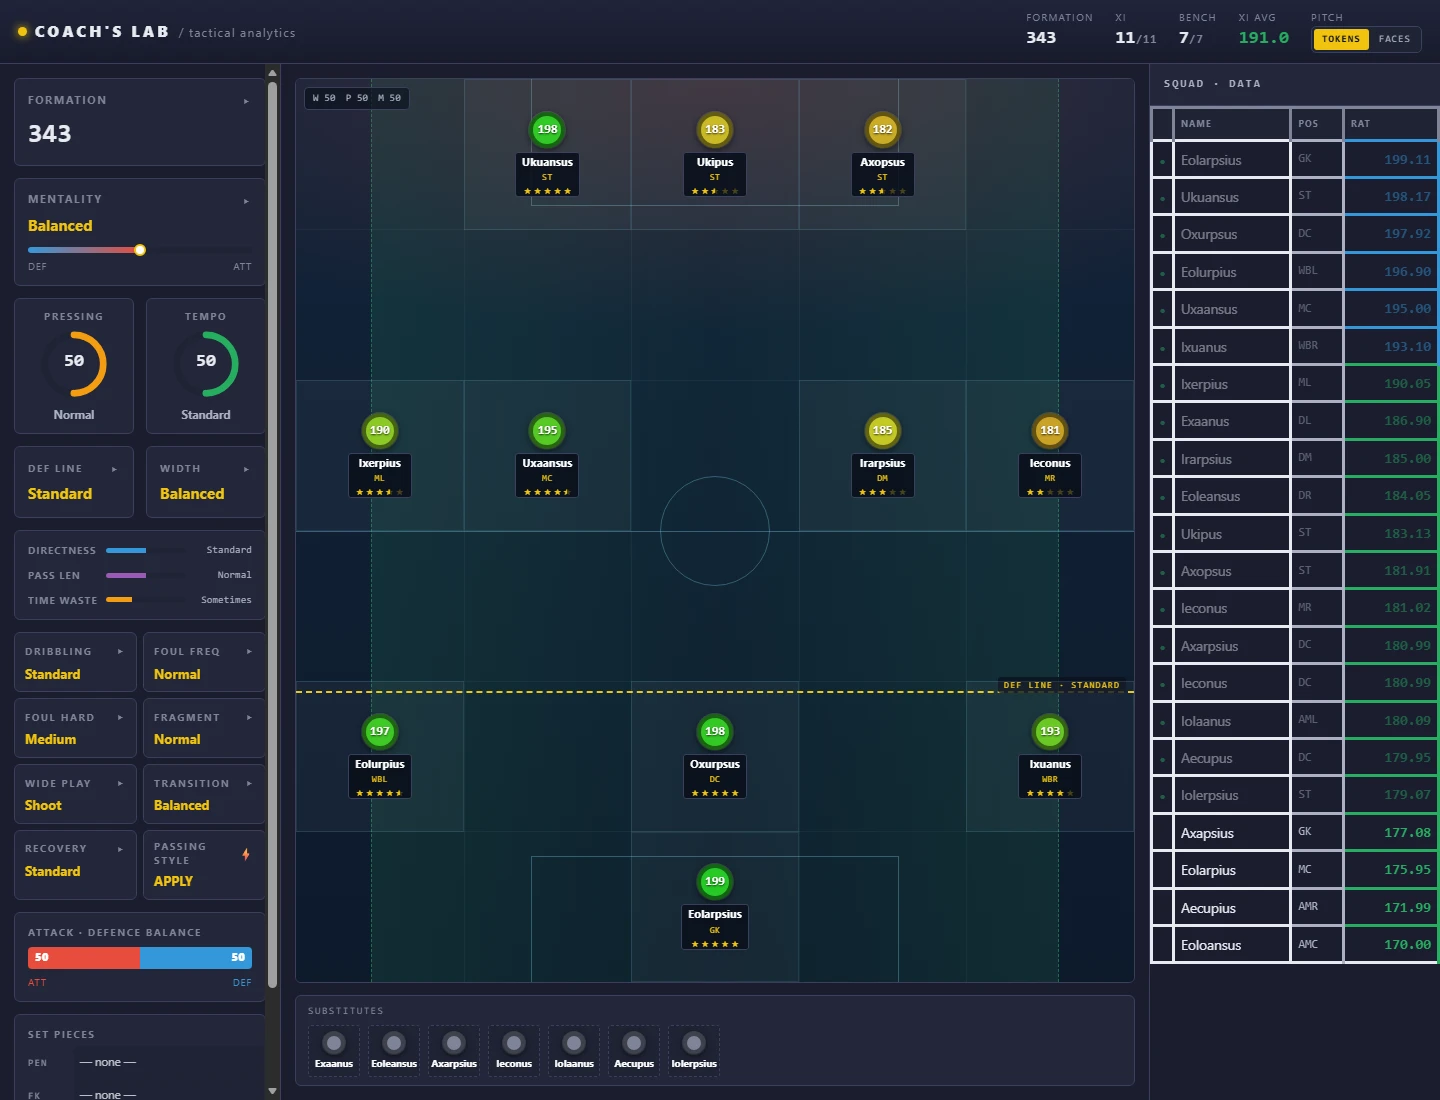 COACH'S LAB / tactical analytics
FORMATION
343
XI
11/11
BENCH
7/7
XI AVG
191.0
PITCH
TOKENS FACES
FORMATION ▸
343
MENTALITY ▸
Balanced
DEF ATT
PRESSING
50
Normal
TEMPO
50
Standard
DEF LINE ▸
Standard
WIDTH ▸
Balanced
DIRECTNESS Standard
PASS LEN Normal
TIME WASTE Sometimes
DRIBBLING ▸
Standard
FOUL FREQ ▸
Normal
FOUL HARD ▸
Medium
FRAGMENT ▸
Normal
WIDE PLAY ▸
Shoot
TRANSITION ▸
Balanced
RECOVERY ▸
Standard
PASSING STYLE
APPLY
ATTACK · DEFENCE BALANCE
50 50
ATT DEF
SET PIECES
PEN — none —
FK — none —
W 50 P 50 M 50
198
Ukuansus
ST
183
Ukipus
ST
182
Axopsus
ST
190
Ixerpius
ML
195
Uxaansus
MC
185
Irarpsius
DM
181
Ieconus
MR
DEF LINE · STANDARD
197
Eolurpius
WBL
198
Oxurpsus
DC
193
Ixuanus
WBR
199
Eolarpsius
GK
SUBSTITUTES
Exaanus
Eoleansus
Axarpsius
Ieconus
Iolaanus
Aecupus
Iolerpsius
SQUAD · DATA
NAME POS RAT
Eolarpsius GK 199.11
Ukuansus ST 198.17
Oxurpsus DC 197.92
Eolurpius WBL 196.90
Uxaansus MC 195.00
Ixuanus WBR 193.10
Ixerpius ML 190.05
Exaanus DL 186.90
Irarpsius DM 185.00
Eoleansus DR 184.05
Ukipus ST 183.13
Axopsus ST 181.91
Ieconus MR 181.02
Axarpsius DC 180.99
Ieconus DC 180.99
Iolaanus AML 180.09
Aecupus DC 179.95
Iolerpsius ST 179.07
Axapsius GK 177.08
Eolarpius MC 175.95
Aecupius AMR 171.99
Eoloansus AMC 170.00